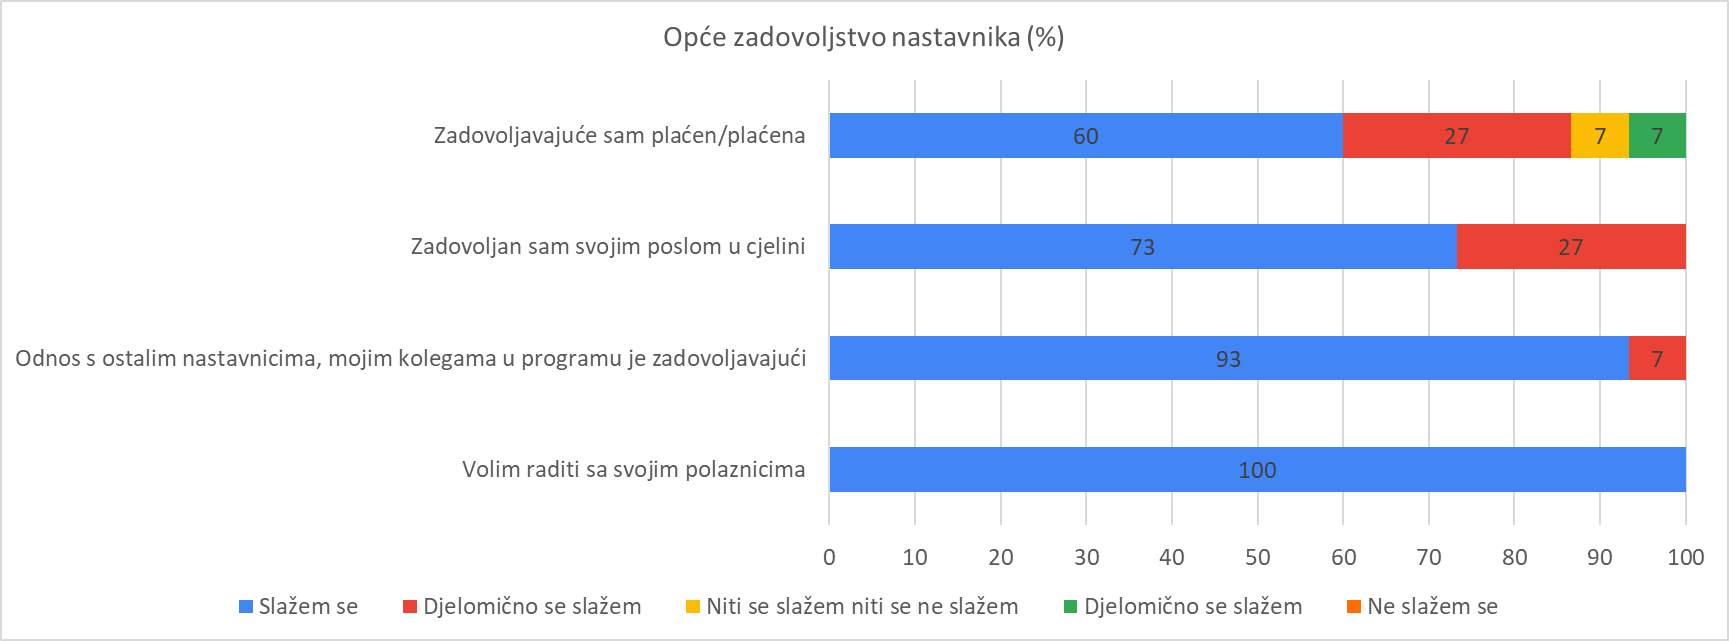 Opće zadovoljstvo nastavnika (%)
Zadovoljavajuće sam plaćen/plaćena
60 27 7 7
Zadovoljan sam svojim poslom u cjelini
73 27
Odnos s ostalim nastavnicima, mojim kolegama u programu je zadovoljavajući
93 7
Volim raditi sa svojim polaznicima
100
0 10 20 30 40 50 60 70 80 90 100
Slažem se Djelomično se slažem Niti se slažem niti se ne slažem Djelomično se slažem Ne slažem se